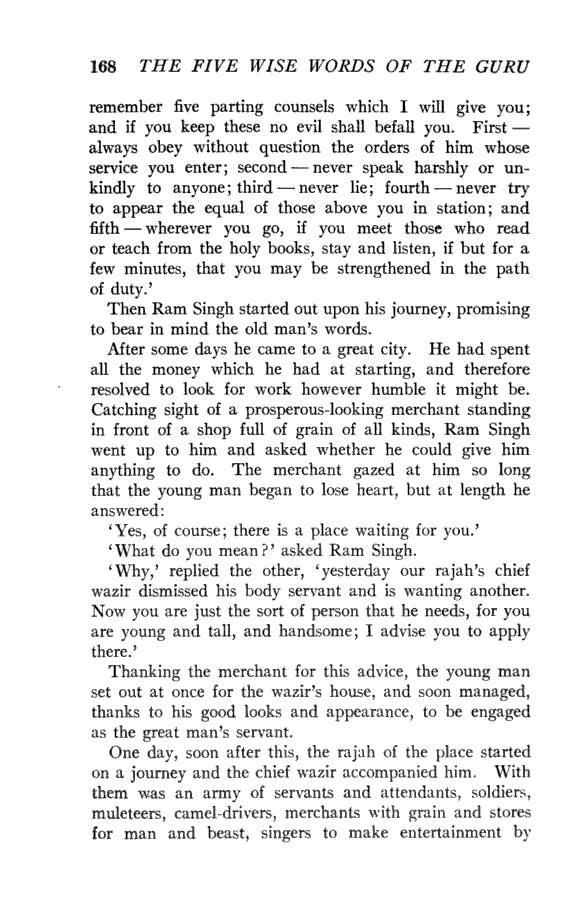 168 THE FIVE WISE WORDS OF THE GURU
remember five parting counsels which I will give you;
and if you keep these no evil shall befall you. First —
always obey without question the orders of him whose
service you enter; second — never speak harshly or un-
kindly to anyone; third — never lie; fourth — never try
to appear the equal of those above you in station; and
fifth — wherever you go, if you meet those who read
or teach from the holy books, stay and listen, if but for a
few minutes, that you may be strengthened in the path
of duty.’
Then Ram Singh started out upon his journey, promising
to bear in mind the old man’s words.
After some days he came to a great city. He had spent
all the money which he had at starting, and therefore
resolved to look for work however humble it might be.
Catching sight of a prosperous-looking merchant standing
in front of a shop full of grain of all kinds, Ram Singh
went up to him and asked whether he could give him
anything to do. The merchant gazed at him so long
that the young man began to lose heart, but at length he
answered:
‘Yes, of course; there is a place waiting for you.’
‘What do you mean?’ asked Ram Singh.
‘Why,’ replied the other, ‘yesterday our rajah’s chief
wazir dismissed his body servant and is wanting another.
Now you are just the sort of person that he needs, for you
are young and tall, and handsome; I advise you to apply
there.’
Thanking the merchant for this advice, the young man
set out at once for the wazir’s house, and soon managed,
thanks to his good looks and appearance, to be engaged
as the great man’s servant.
One day, soon after this, the rajah of the place started
on a journey and the chief wazir accompanied him. With
them was an army of servants and attendants, soldiers,
muleteers, camel-drivers, merchants with grain and stores
for man and beast, singers to make entertainment by